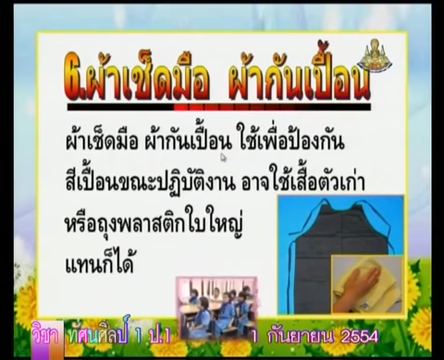 6.ผ้าเช็ดมือ ผ้ากันเปื้อน
ผ้าเช็ดมือ ผ้ากันเปื้อน ใช้เพื่อป้องกัน
สีเปื้อนขณะปฏิบัติงาน อาจใช้เสื้อตัวเก่า
หรือถุงพลาสติกใบใหญ่
แทนก็ได้
วิชา ทัศนศิลป์ 1 ป.1 1 กันยายน 2554